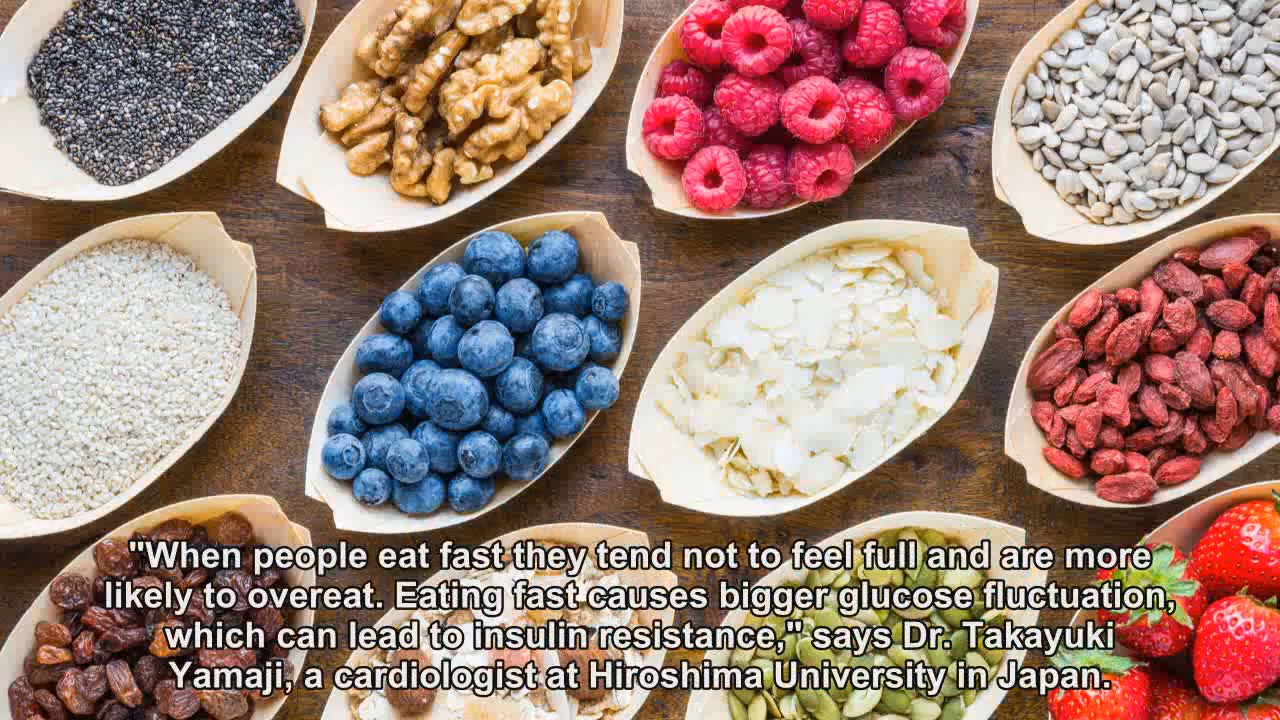 "When people eat fast they tend not to feel full and are more
likely to overeat. Eating fast causes bigger glucose fluctuation,
which can lead to insulin resistance," says Dr. Takayuki
Yamaji, a cardiologist at Hiroshima University in Japan.